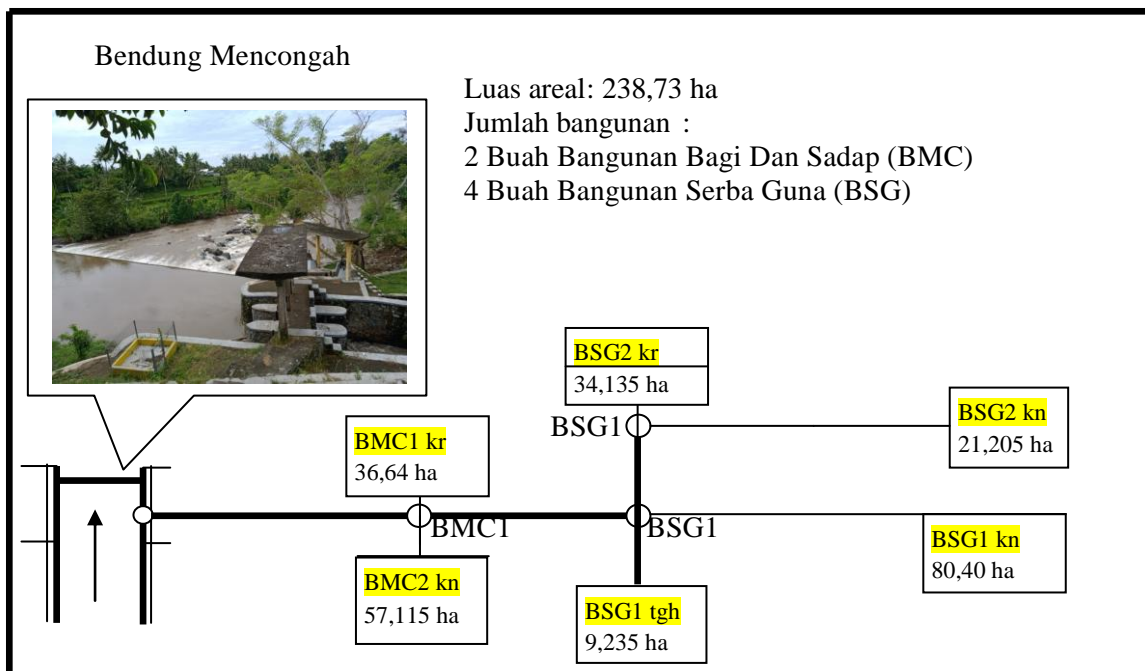 Bendung Mencongah
Luas areal: 238,73 ha
Jumlah bangunan :
2 Buah Bangunan Bagi Dan Sadap (BMC)
4 Buah Bangunan Serba Guna (BSG)
BSG2 kr
34,135 ha
BSG1
BSG2 kn
21,205 ha
BMC1 kr
36,64 ha
BMC1
BSG1
BSG1 kn
80,40 ha
BMC2 kn
57,115 ha
BSG1 tgh
9,235 ha